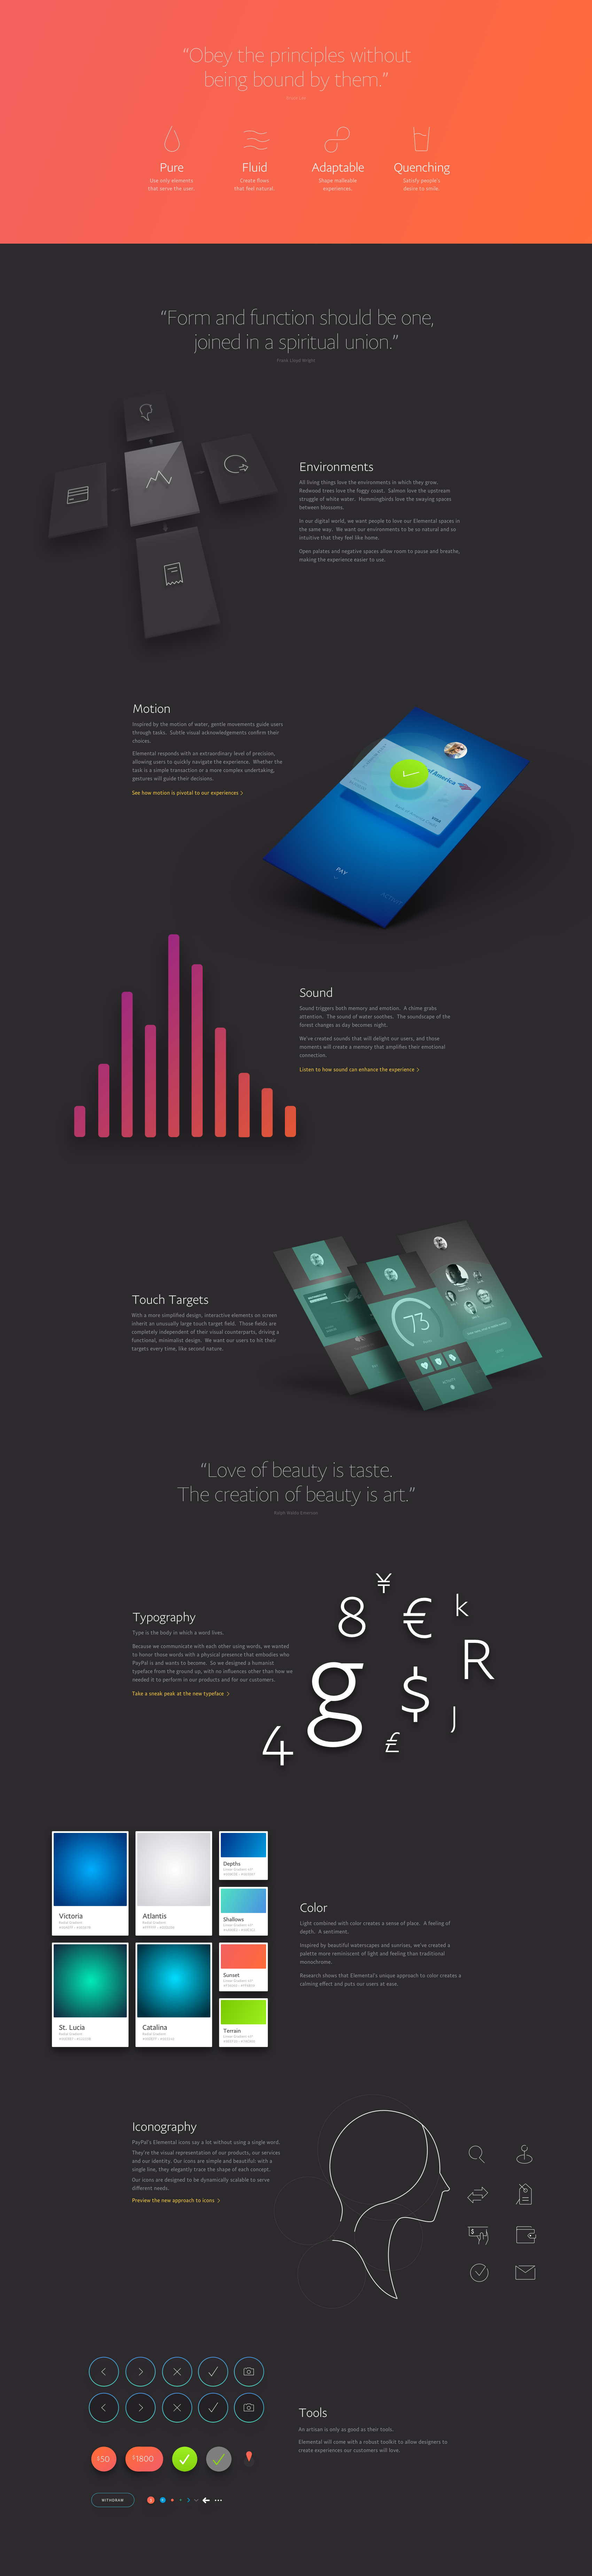 “Obey the principles without
being bound by them.”
Bruce Lee
Pure
Use only elements
that serve the user.
Fluid
Create flows
that feel natural.
Adaptable
Shape malleable
experiences.
Quenching
Satisfy people's
desire to smile.
“Form and function should be one,
joined in a spiritual union.”
Frank Lloyd Wright
Environments
All living things love the environments in which they grow.
Redwood trees love the foggy coast. Salmon love the upstream
struggle of white water. Hummingbirds love the swaying spaces
between blossoms.
In our digital world, we want people to love our Elemental spaces in
the same way. We want our environments to be so natural and so
intuitive that they feel like home.
Open palates and negative spaces allow room to pause and breathe,
making the experience easier to use.
Motion
Inspired by the motion of water, gentle movements guide users
through tasks. Subtle visual acknowledgements confirm their
choices.
Elemental responds with an extraordinary level of precision,
allowing users to quickly navigate the experience. Whether the
task is a simple transaction or a more complex undertaking,
gestures will guide their decisions.
See how motion is pivotal to our experiences >
of America
VISA
PAY
Sound
Sound triggers both memory and emotion. A chime grabs
attention. The sound of water soothes. The soundscape of the
forest changes as day becomes night.
We've created sounds that will delight our users, and those
moments will create a memory that amplifies their emotional
connection.
Listen to how sound can enhance the experience >
Touch Targets
With a more simplified design, interactive elements on screen
inherit an unusually large touch target field. Those fields are
completely independent of their visual counterparts, driving a
functional, minimalist design. We want our users to hit their
targets every time, like second nature.
73
“Love of beauty is taste.
The creation of beauty is art.”
Ralph Waldo Emerson
Typography
Type is the body in which a word lives.
Because we communicate with each other using words, we wanted
to honor those words with a physical presence that embodies who
PayPal is and wants to become. So we designed a humanist
typeface from the ground up, with no influences other than how we
needed it to perform in our products and for our customers.
Take a sneak peak at the new typeface >
¥
8 € k
R
g $
J
4 £
Victoria
Radial Gradient
Atlantis
Radial Gradient
Depths
Shallows
St. Lucia
Radial Gradient
Catalina
Radial Gradient
Sunset
Terrain
Color
Light combined with color creates a sense of place. A feeling of
depth. A sentiment.
Inspired by beautiful waterscapes and sunrises, we've created a
palette more reminiscent of light and feeling than traditional
monochrome.
Research shows that Elemental's unique approach to color creates a
calming effect and puts our users at ease.
Iconography
PayPal's Elemental icons say a lot without using a single word.
They're the visual representation of our products, our services
and our identity. Our icons are simple and beautiful: with a
single line, they elegantly trace the shape of each concept.
Our icons are designed to be dynamically scalable to serve
different needs.
Preview the new approach to icons >
$
Tools
An artisan is only as good as their tools.
Elemental will come with a robust toolkit to allow designers to
create experiences our customers will love.
$50
$1800
WITHDRAW